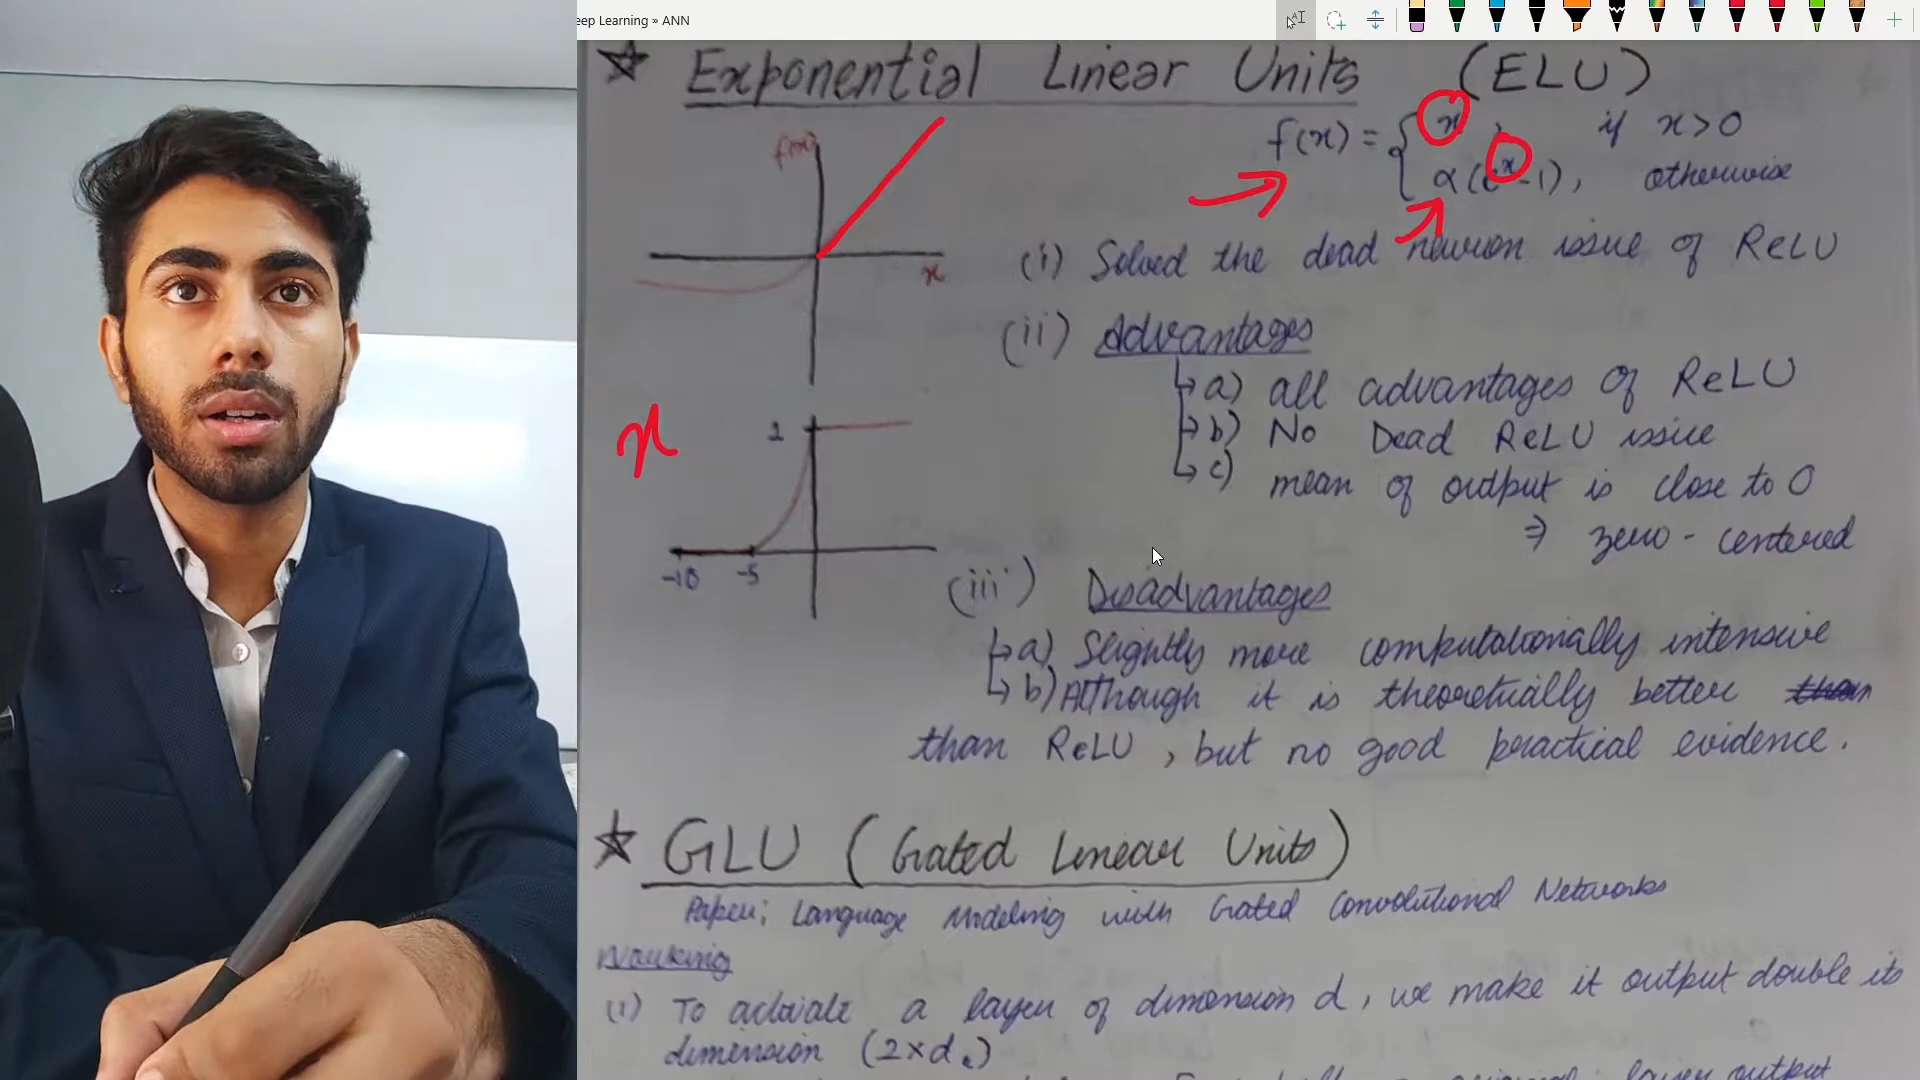 eep Learning » ANN
Exponential Linear Units (ELU)
f(x) = { x , if x>0
α(e^x-1), otherwise
f(x)
x
(i) Solved the dead neuron issue of ReLU
(ii) Advantages
a) all advantages of ReLU
b) No Dead ReLU issue
c) mean of output is close to 0
⇒ zero - centered
x
1
-10 -5
(iii) Disadvantages
a) Slightly more computationally intensive
b) Although it is theoretically better than
than ReLU , but no good practical evidence.
GLU (Gated Linear Units)
Paper: Language Modeling with Gated Convolutional Networks
Working
(i) To activate a layer of dimension d, we make it output double its
dimension (2×d.)
layer output